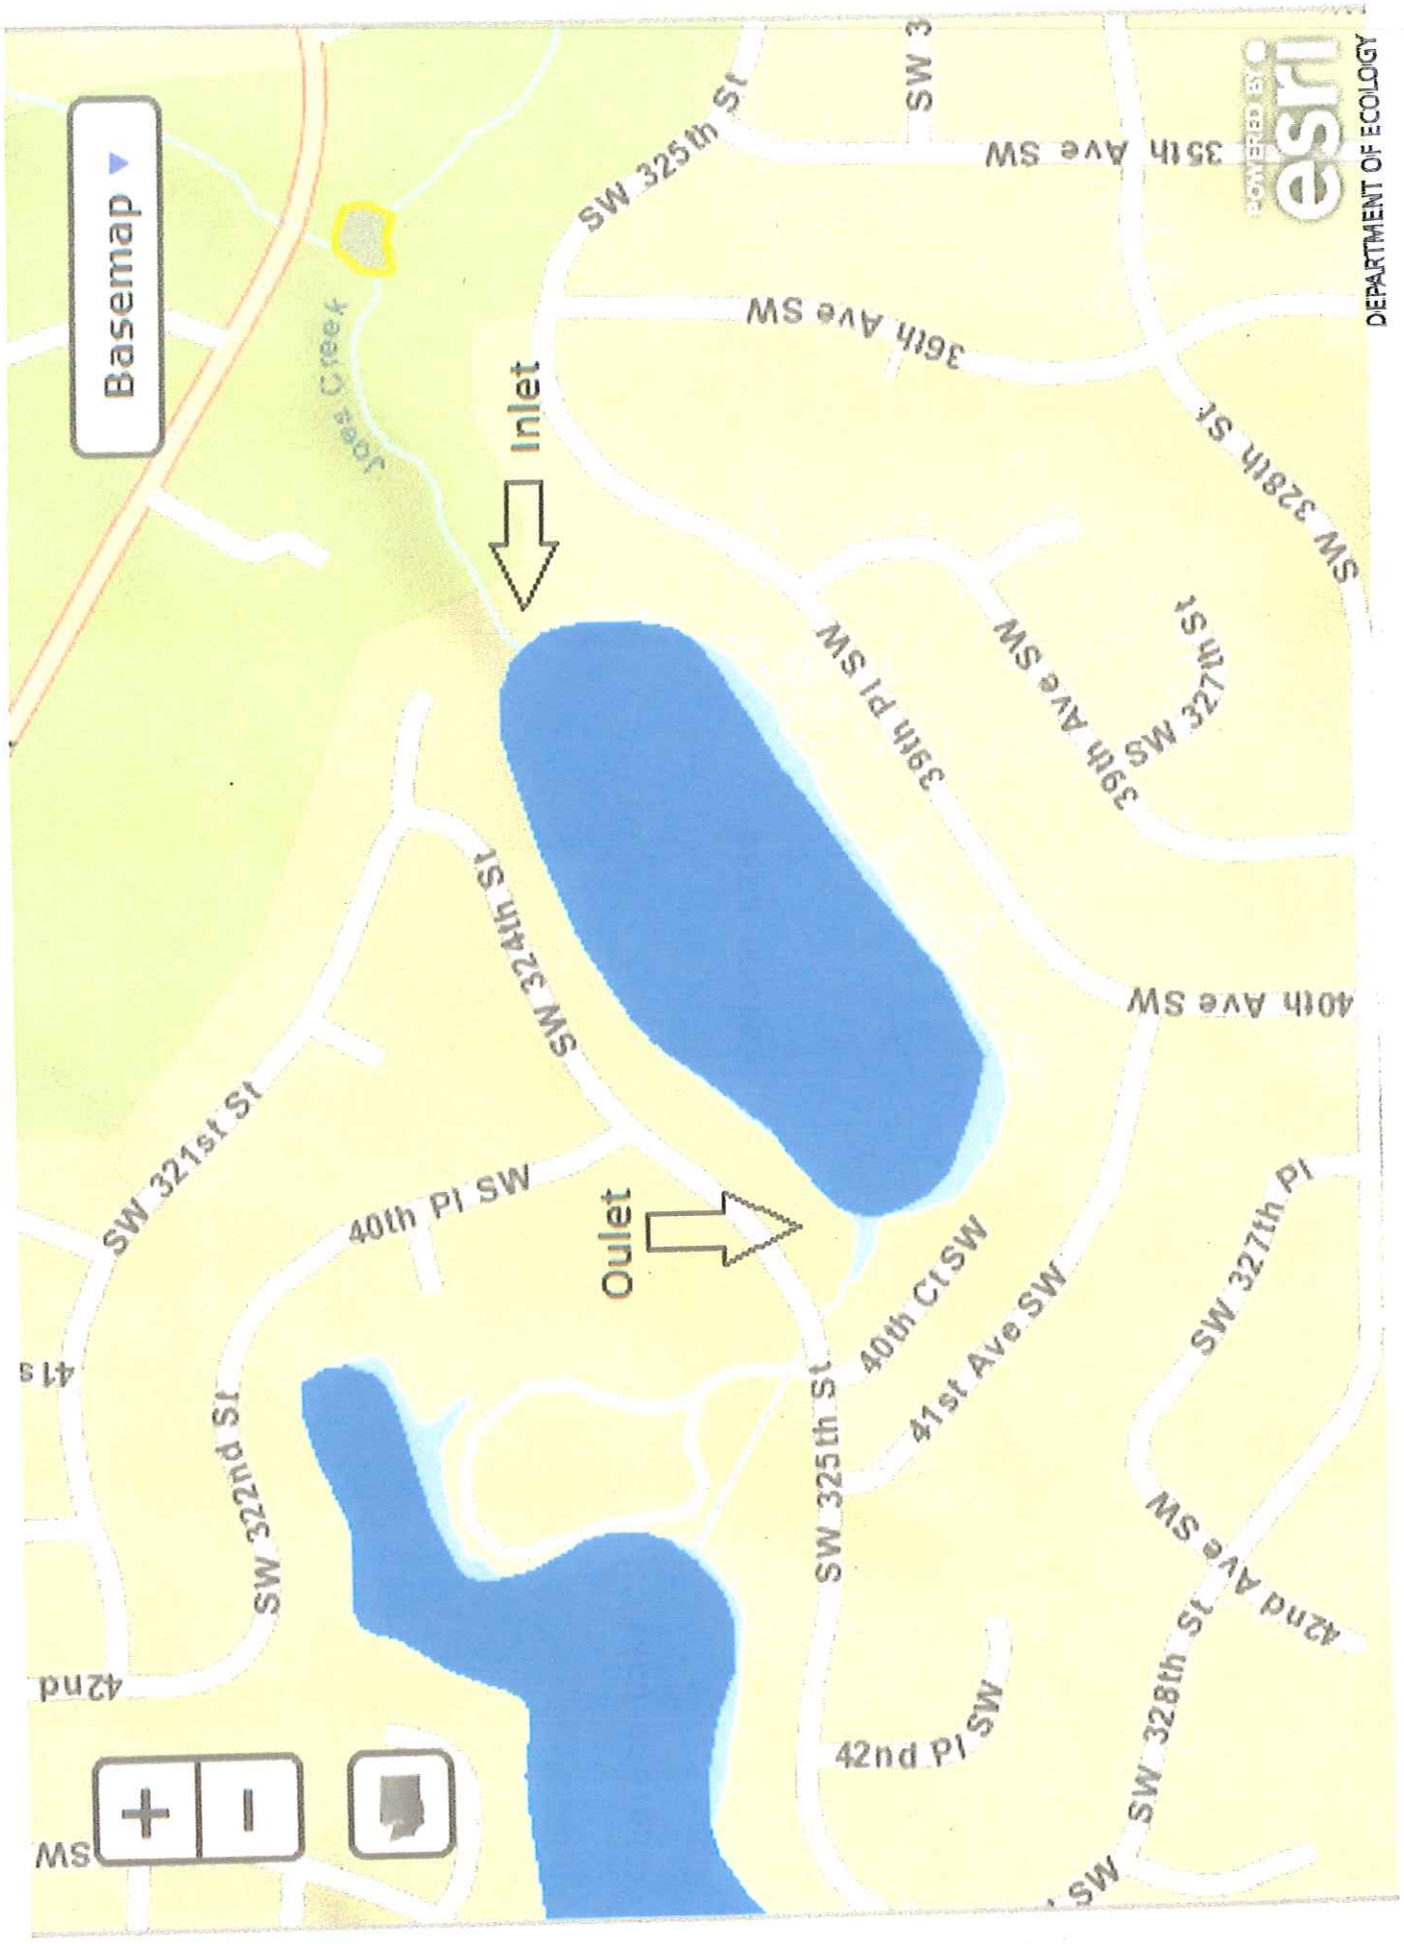 Basemap
Joes Creek
Inlet
Oulet
SW 321st St
SW 322nd St
40th Pl SW
SW 324th St
SW 325th St
SW 325th St
SW 3
35th Ave SW
36th Ave SW
39th Pl SW
39th Ave SW
SW 327th St
SW 328th St
40th Ave SW
40th Ct SW
41st Ave SW
SW 327th Pl
42nd Ave SW
SW 328th St
42nd Pl SW
SW
41s
42nd
SW
+
−
POWERED BY
esri
DEPARTMENT OF ECOLOGY